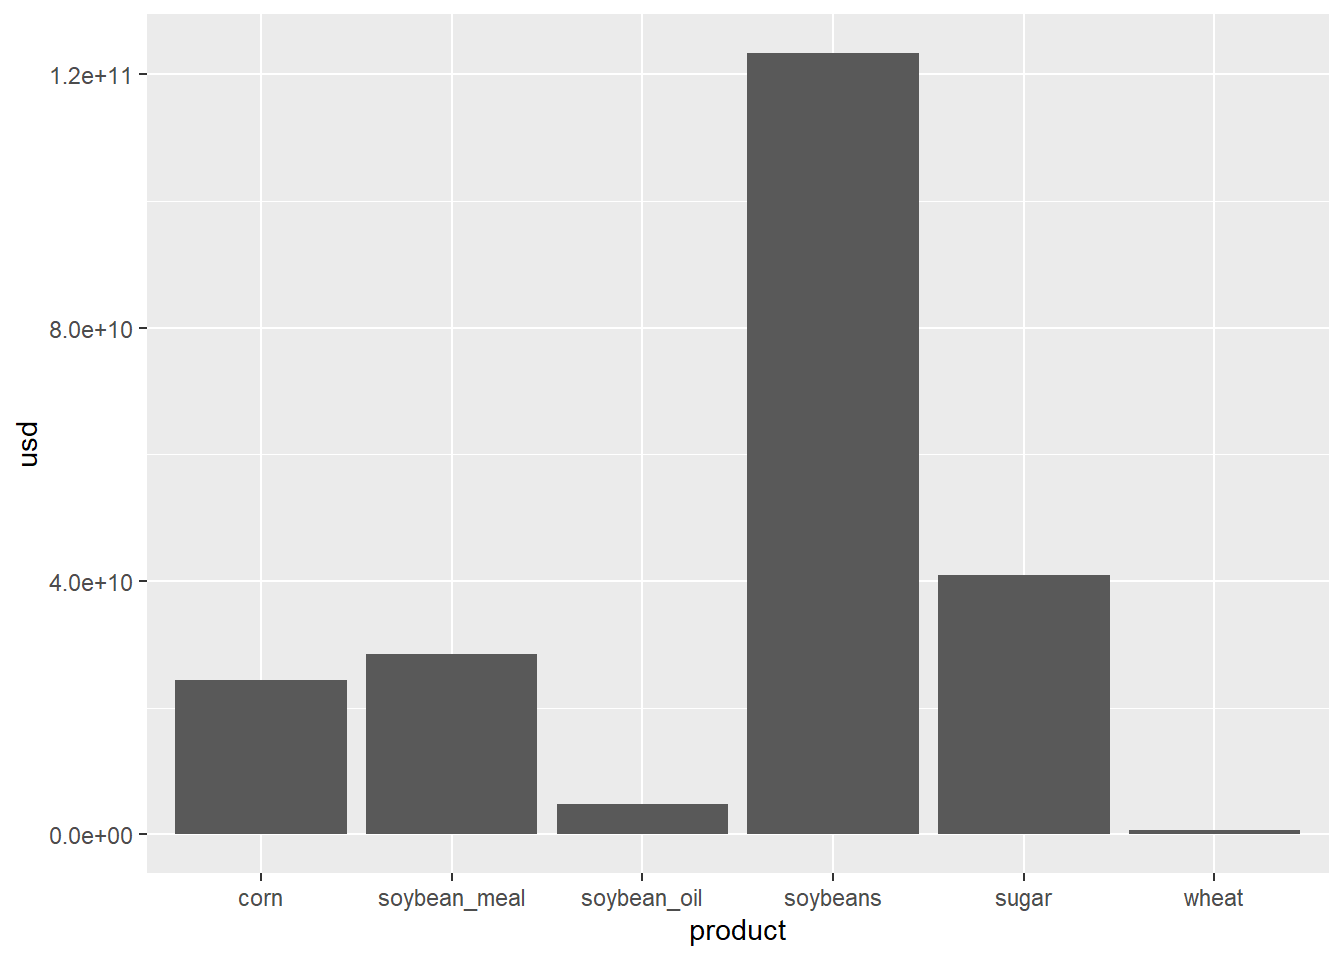 1.2e+11
8.0e+10
4.0e+10
0.0e+00
usd
corn soybean_meal soybean_oil soybeans sugar wheat
product